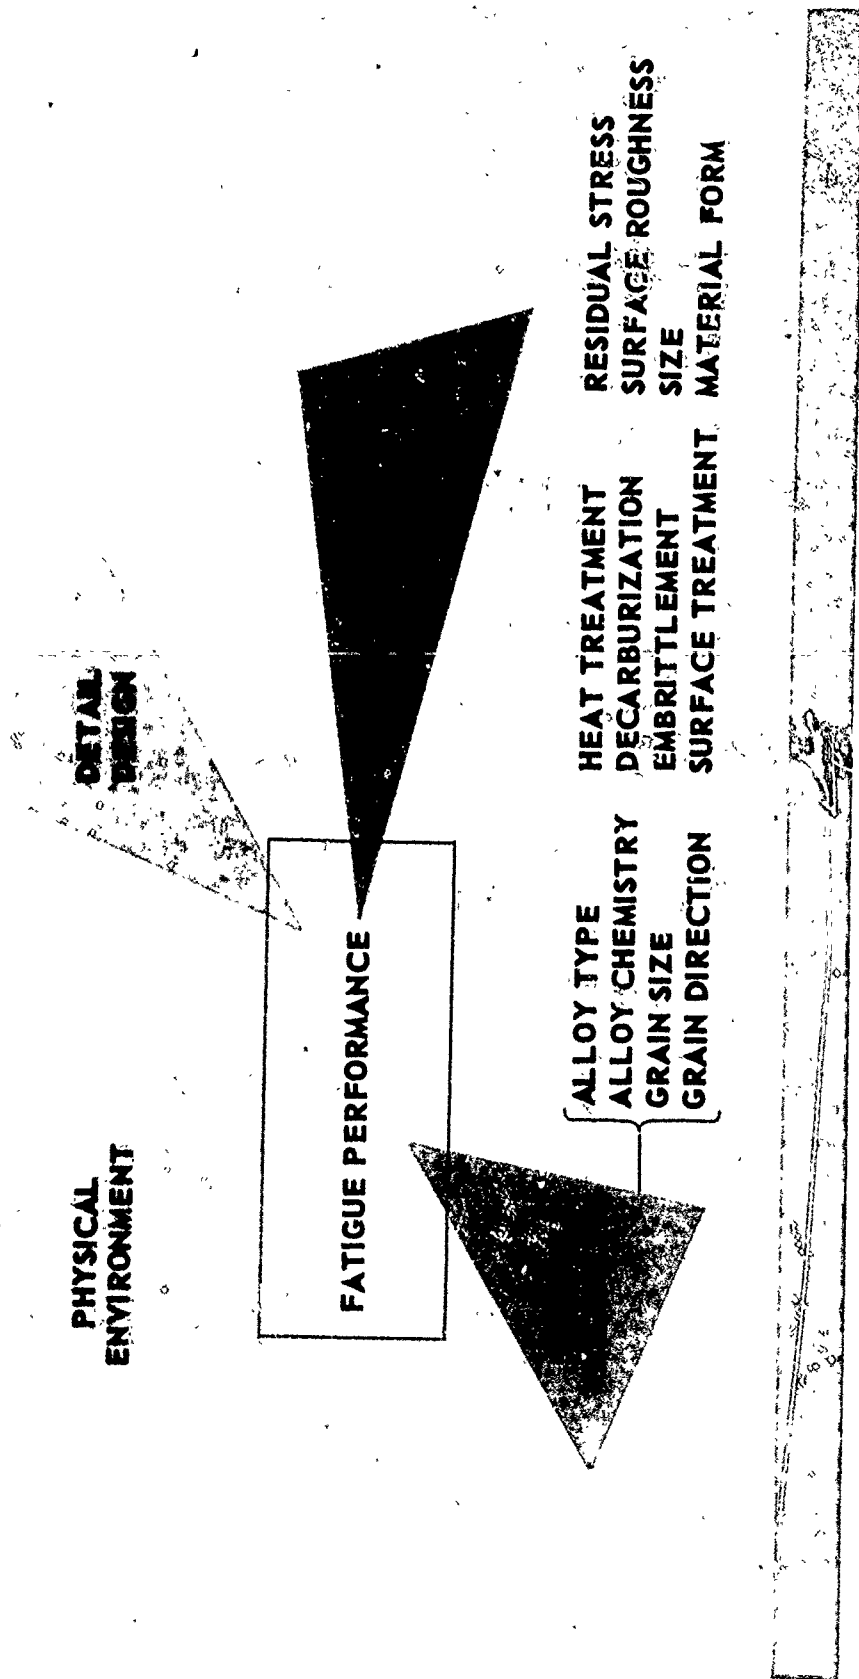 PHYSICAL
ENVIRONMENT
DETAIL
DESIGN
FATIGUE PERFORMANCE
ALLOY TYPE
ALLOY CHEMISTRY
GRAIN SIZE
GRAIN DIRECTION
HEAT TREATMENT
DECARBURIZATION
EMBRITTLEMENT
SURFACE TREATMENT
RESIDUAL STRESS
SURFACE ROUGHNESS
SIZE
MATERIAL FORM